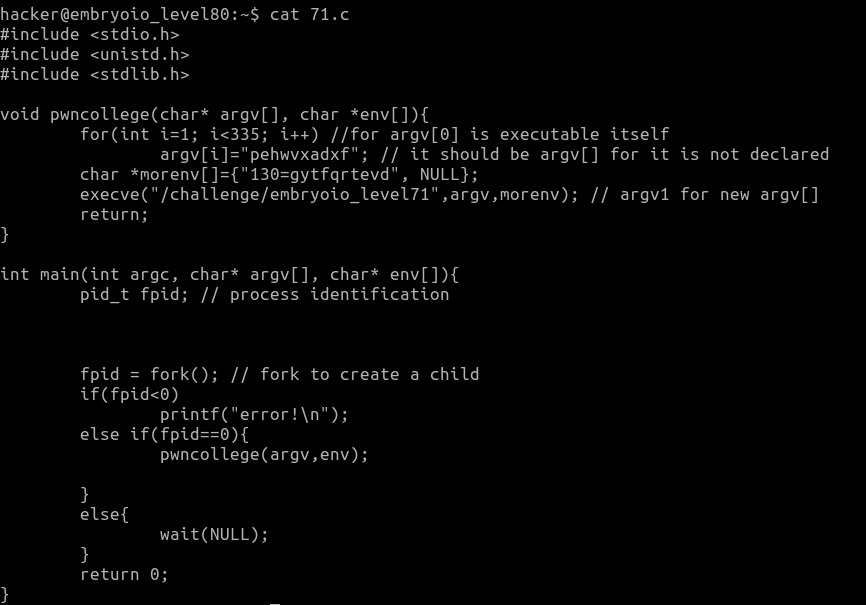 hacker@embryoio_level80:~$ cat 71.c
#include <stdio.h>
#include <unistd.h>
#include <stdlib.h>

void pwncollege(char* argv[], char *env[]){
        for(int i=1; i<335; i++) //for argv[0] is executable itself
                argv[i]="pehwvxadxf"; // it should be argv[] for it is not declared
        char *morenv[]={"130=gytfqrtevd", NULL};
        execve("/challenge/embryoio_level71",argv,morenv); // argv1 for new argv[]
        return;
}

int main(int argc, char* argv[], char* env[]){
        pid_t fpid; // process identification

        fpid = fork(); // fork to create a child
        if(fpid<0)
                printf("error!\n");
        else if(fpid==0){
                pwncollege(argv,env);

        }
        else{
                wait(NULL);
        }
        return 0;
}